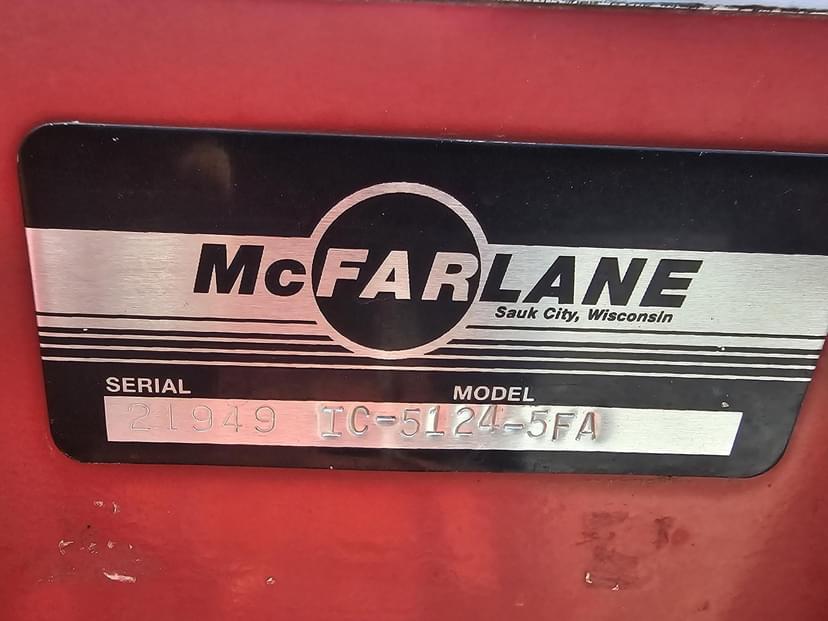 McFARLANE
Sauk City, Wisconsin
SERIAL MODEL
21949 IC-5124-5FA